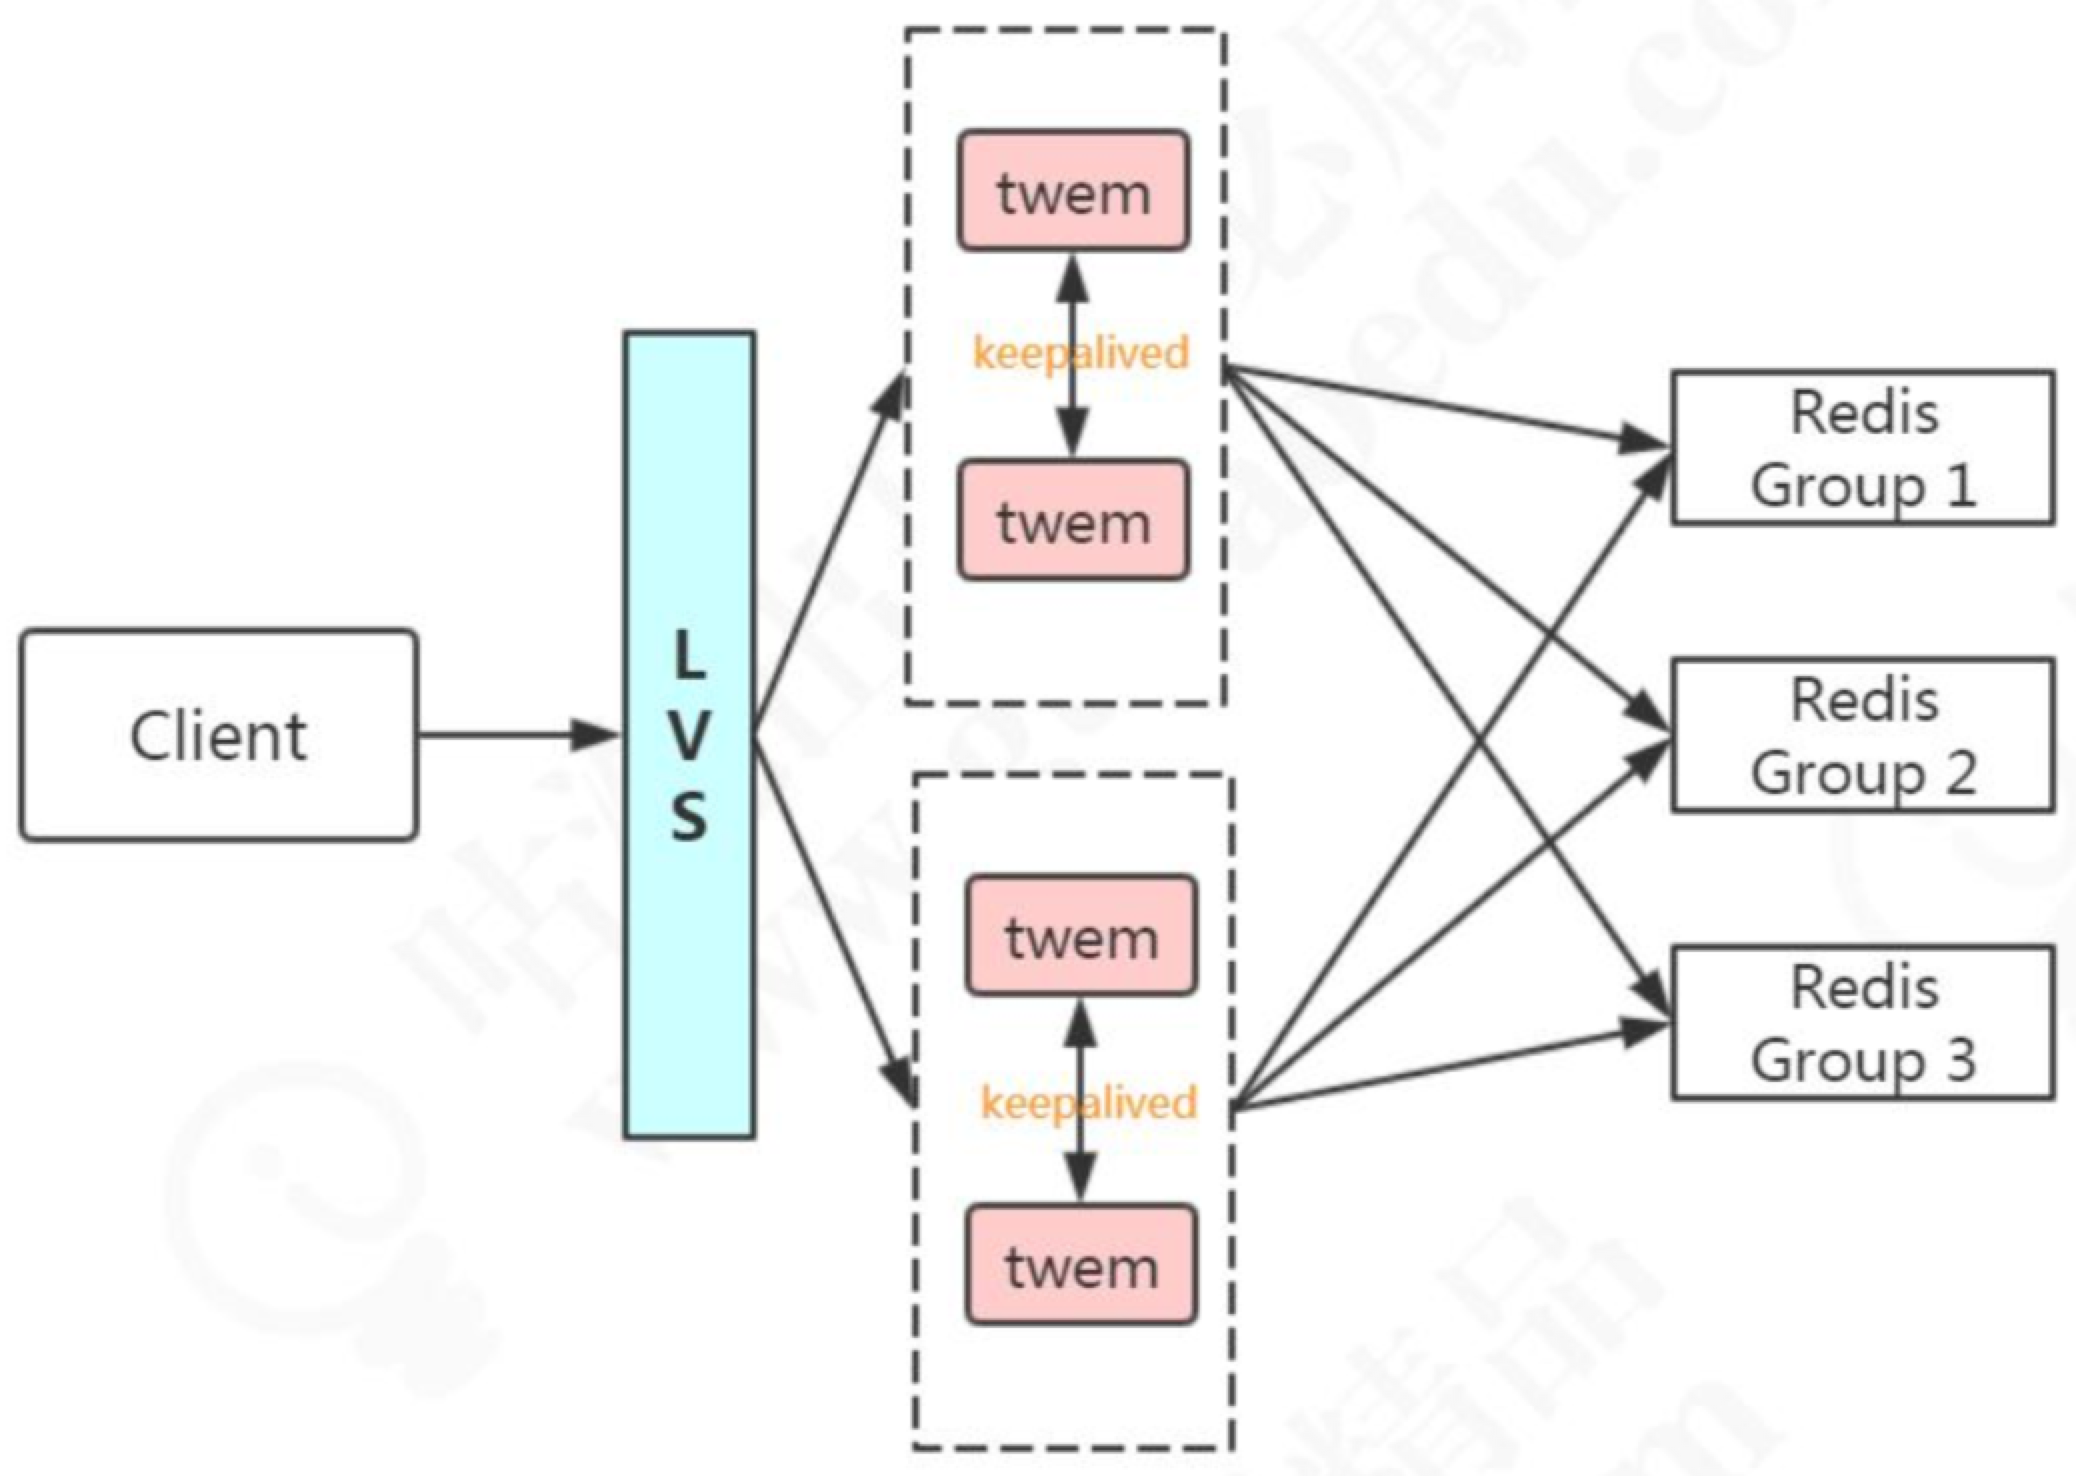 twem
keepalived
twem
Client
L
V
S
twem
keepalived
twem
Redis
Group 1
Redis
Group 2
Redis
Group 3